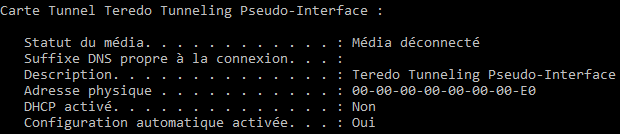 Carte Tunnel Teredo Tunneling Pseudo-Interface :
Statut du média. . . . . . . . . . . . : Média déconnecté
Suffixe DNS propre à la connexion. . . :
Description. . . . . . . . . . . . . . : Teredo Tunneling Pseudo-Interface
Adresse physique . . . . . . . . . . . : 00-00-00-00-00-00-00-E0
DHCP activé. . . . . . . . . . . . . . : Non
Configuration automatique activée. . . : Oui